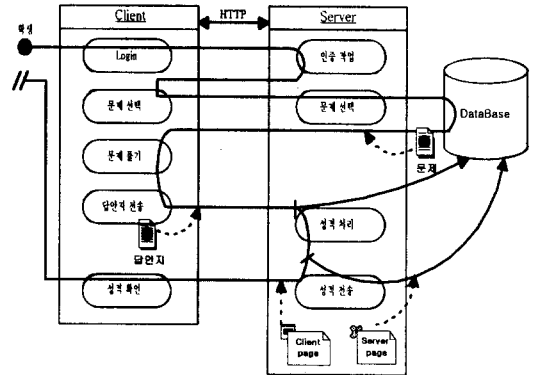 Client
HTTP
Server
학생
Login
인증 작업
문제 선택
문제 선택
DataBase
문제 풀기
문제
답안지 전송
성적 처리
답안지
성적 확인
성적 전송
Client
page
Server
page